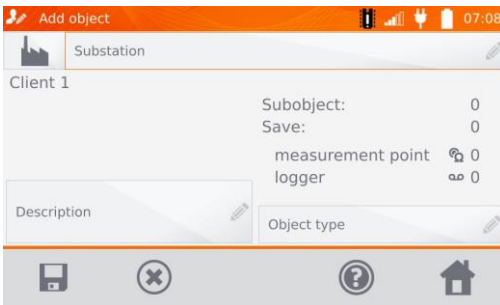 Add object 07:08
Substation
Client 1
Subobject: 0
Save: 0
measurement point 0
logger 0
Description
Object type